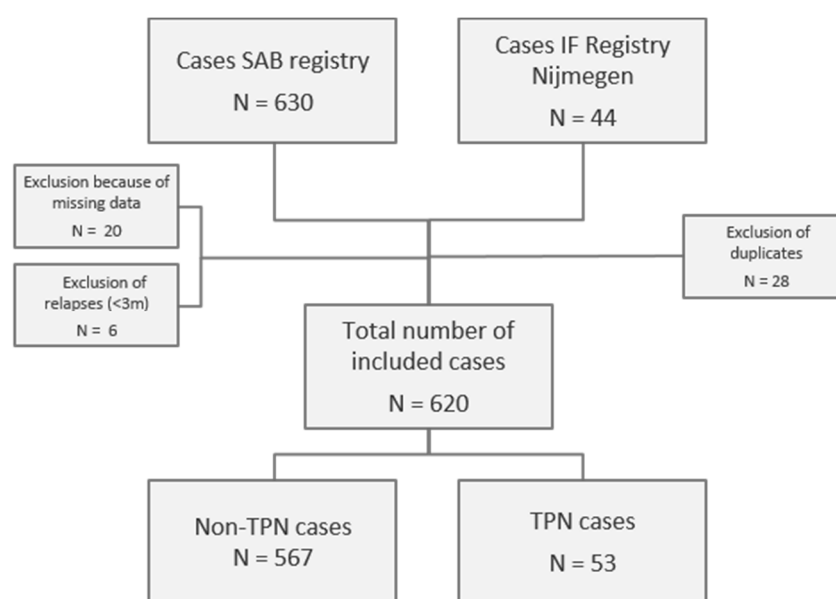 Cases SAB registry
N = 630
Cases IF Registry
Nijmegen
N = 44
Exclusion because of
missing data
N = 20
Exclusion of
relapses (<3m)
N = 6
Exclusion of
duplicates
N = 28
Total number of
included cases
N = 620
Non-TPN cases
N = 567
TPN cases
N = 53